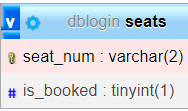 v dblogin seats
seat_num : varchar(2)
# is_booked : tinyint(1)